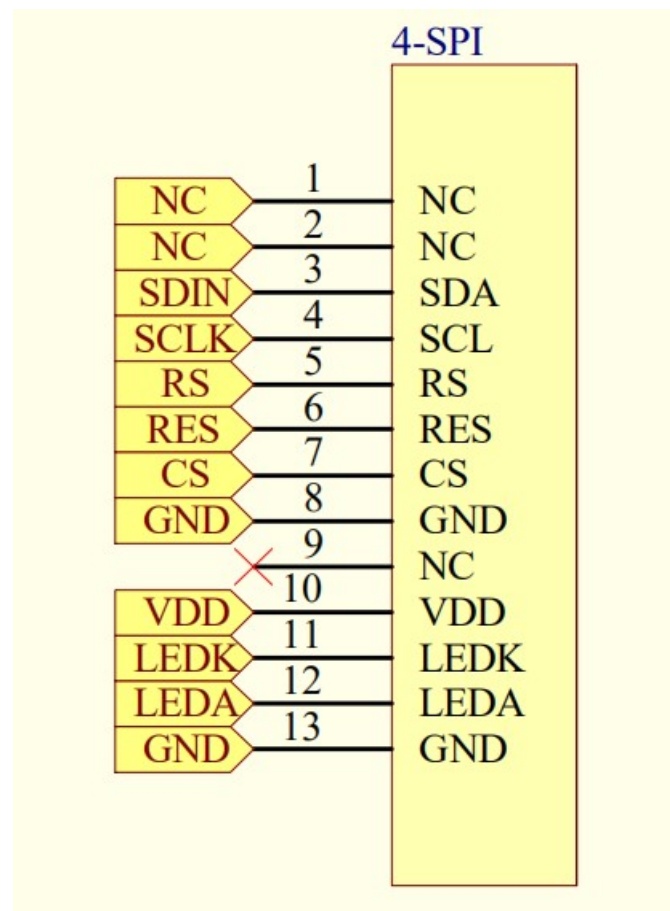 4-SPI
NC 1 NC
NC 2 NC
SDIN 3 SDA
SCLK 4 SCL
RS 5 RS
RES 6 RES
CS 7 CS
GND 8 GND
9 NC
VDD 10 VDD
LEDK 11 LEDK
LEDA 12 LEDA
GND 13 GND